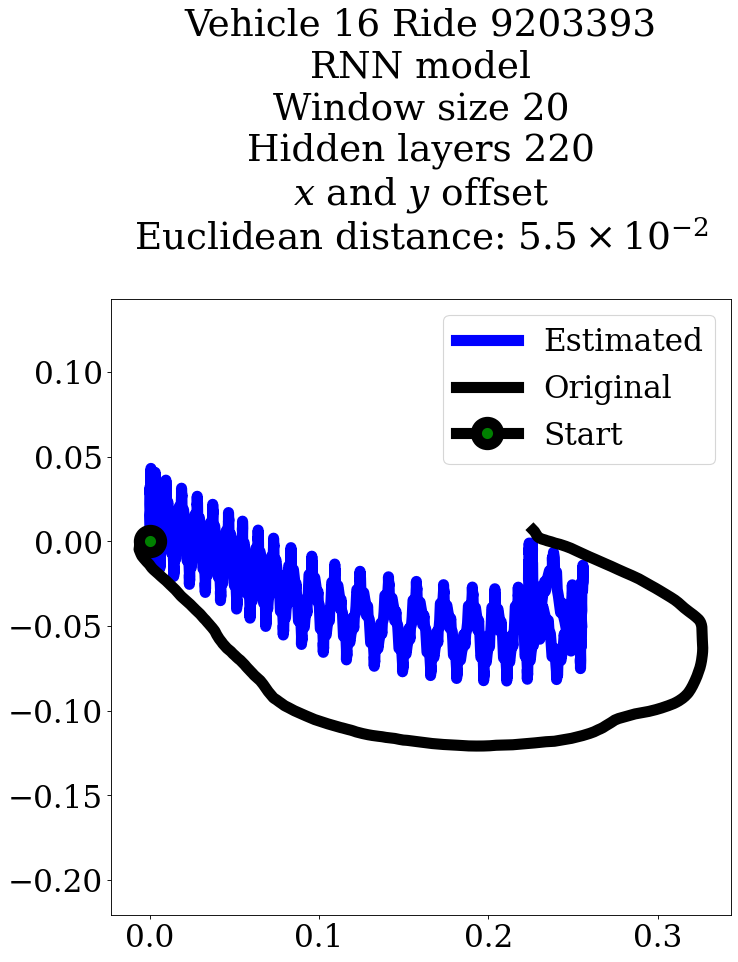 Vehicle 16 Ride 9203393
RNN model
Window size 20
Hidden layers 220
x and y offset
Euclidean distance: 5.5 × 10⁻²
Estimated
Original
Start
0.10
0.05
0.00
−0.05
−0.10
−0.15
−0.20
0.0 0.1 0.2 0.3